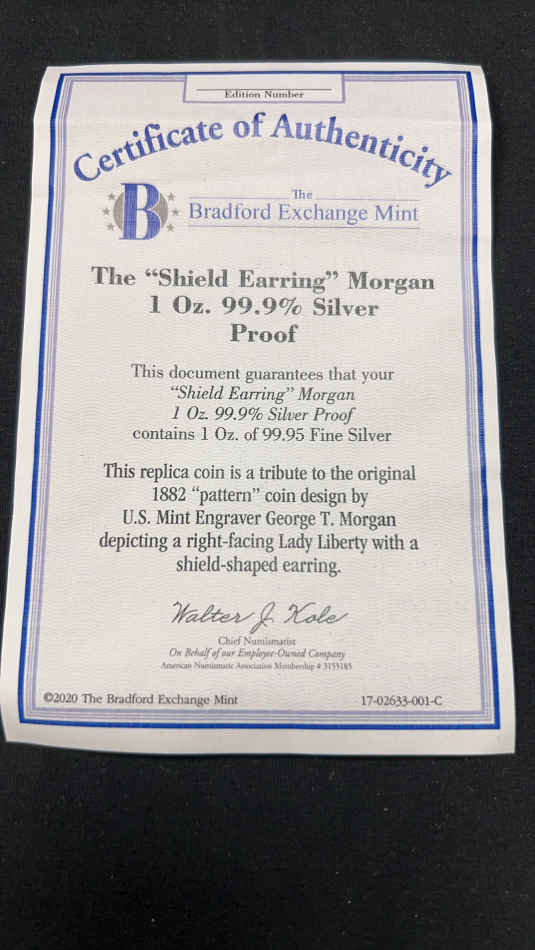 Edition Number
Certificate of Authenticity
B
The
Bradford Exchange Mint
The “Shield Earring” Morgan
1 Oz. 99.9% Silver
Proof
This document guarantees that your
“Shield Earring” Morgan
1 Oz. 99.9% Silver Proof
contains 1 Oz. of 99.95 Fine Silver
This replica coin is a tribute to the original
1882 “pattern” coin design by
U.S. Mint Engraver George T. Morgan
depicting a right-facing Lady Liberty with a
shield-shaped earring.
Walter J. Kole
Chief Numismatist
On Behalf of our Employee-Owned Company
American Numismatic Association Membership # 3155185
©2020 The Bradford Exchange Mint
17-02633-001-C